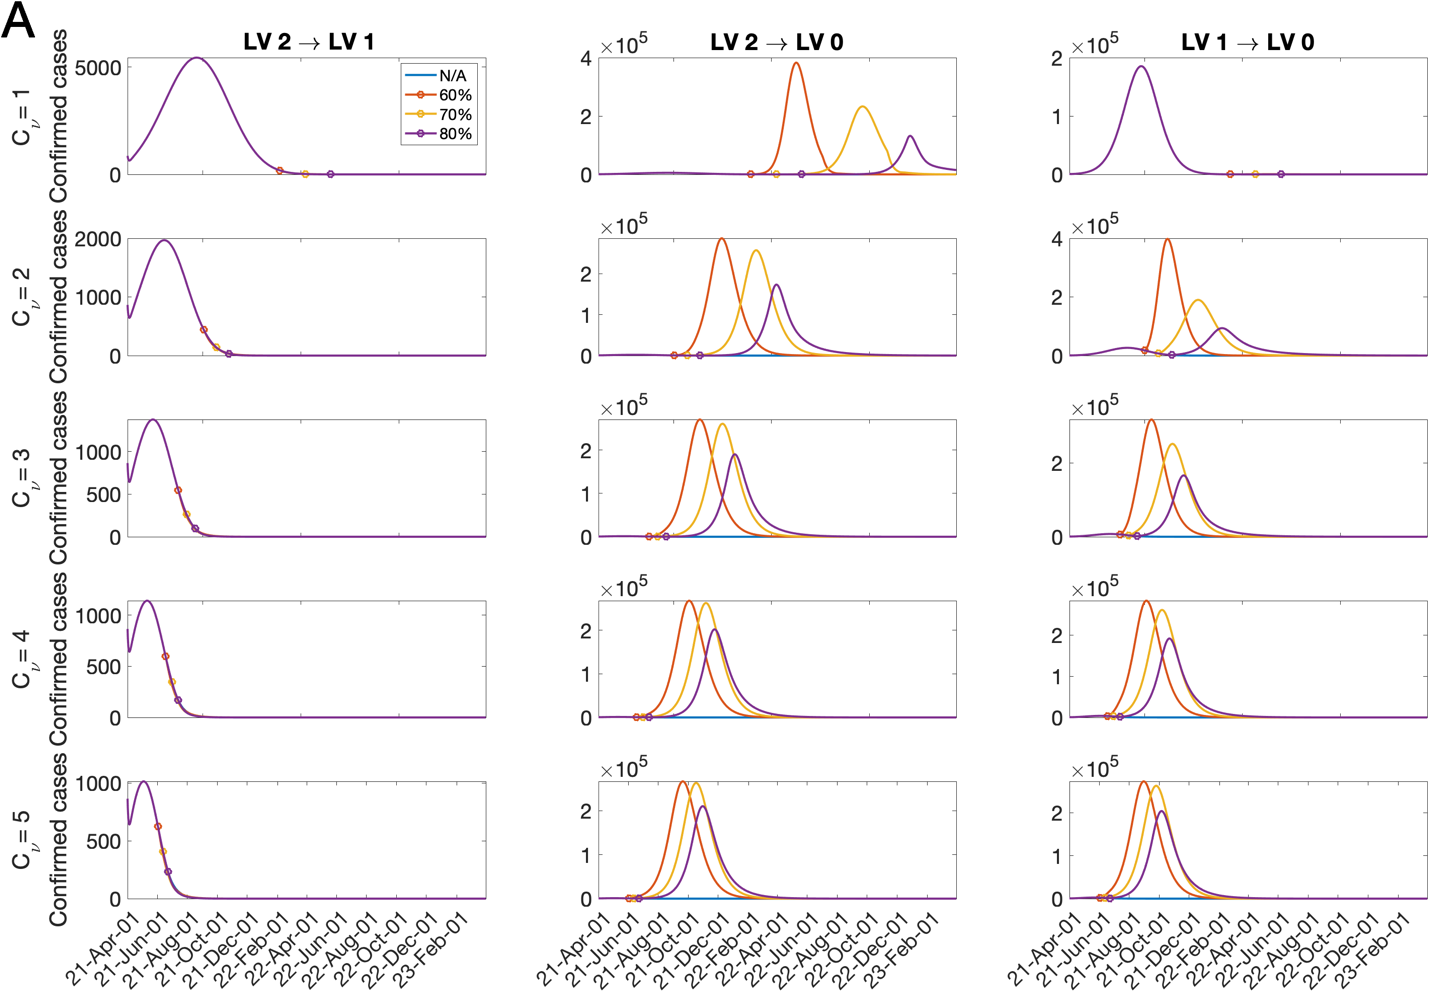 A
LV 2 → LV 1
LV 2 → LV 0
LV 1 → LV 0
C_ν = 1
Confirmed cases
5000
0
N/A
60%
70%
80%
×10^5
4
2
0
×10^5
2
1
0
C_ν = 2
Confirmed cases
2000
1000
0
×10^5
2
1
0
×10^5
4
2
0
C_ν = 3
Confirmed cases
1000
500
0
×10^5
2
1
0
×10^5
2
0
C_ν = 4
Confirmed cases
1000
500
0
×10^5
2
1
0
×10^5
2
1
0
C_ν = 5
Confirmed cases
1000
500
0
×10^5
2
1
0
×10^5
2
1
0
21-Apr-01
21-Jun-01
21-Aug-01
21-Oct-01
21-Dec-01
22-Feb-01
22-Apr-01
22-Jun-01
22-Aug-01
22-Oct-01
22-Dec-01
23-Feb-01
21-Apr-01
21-Jun-01
21-Aug-01
21-Oct-01
21-Dec-01
22-Feb-01
22-Apr-01
22-Jun-01
22-Aug-01
22-Oct-01
22-Dec-01
23-Feb-01
21-Apr-01
21-Jun-01
21-Aug-01
21-Oct-01
21-Dec-01
22-Feb-01
22-Apr-01
22-Jun-01
22-Aug-01
22-Oct-01
22-Dec-01
23-Feb-01